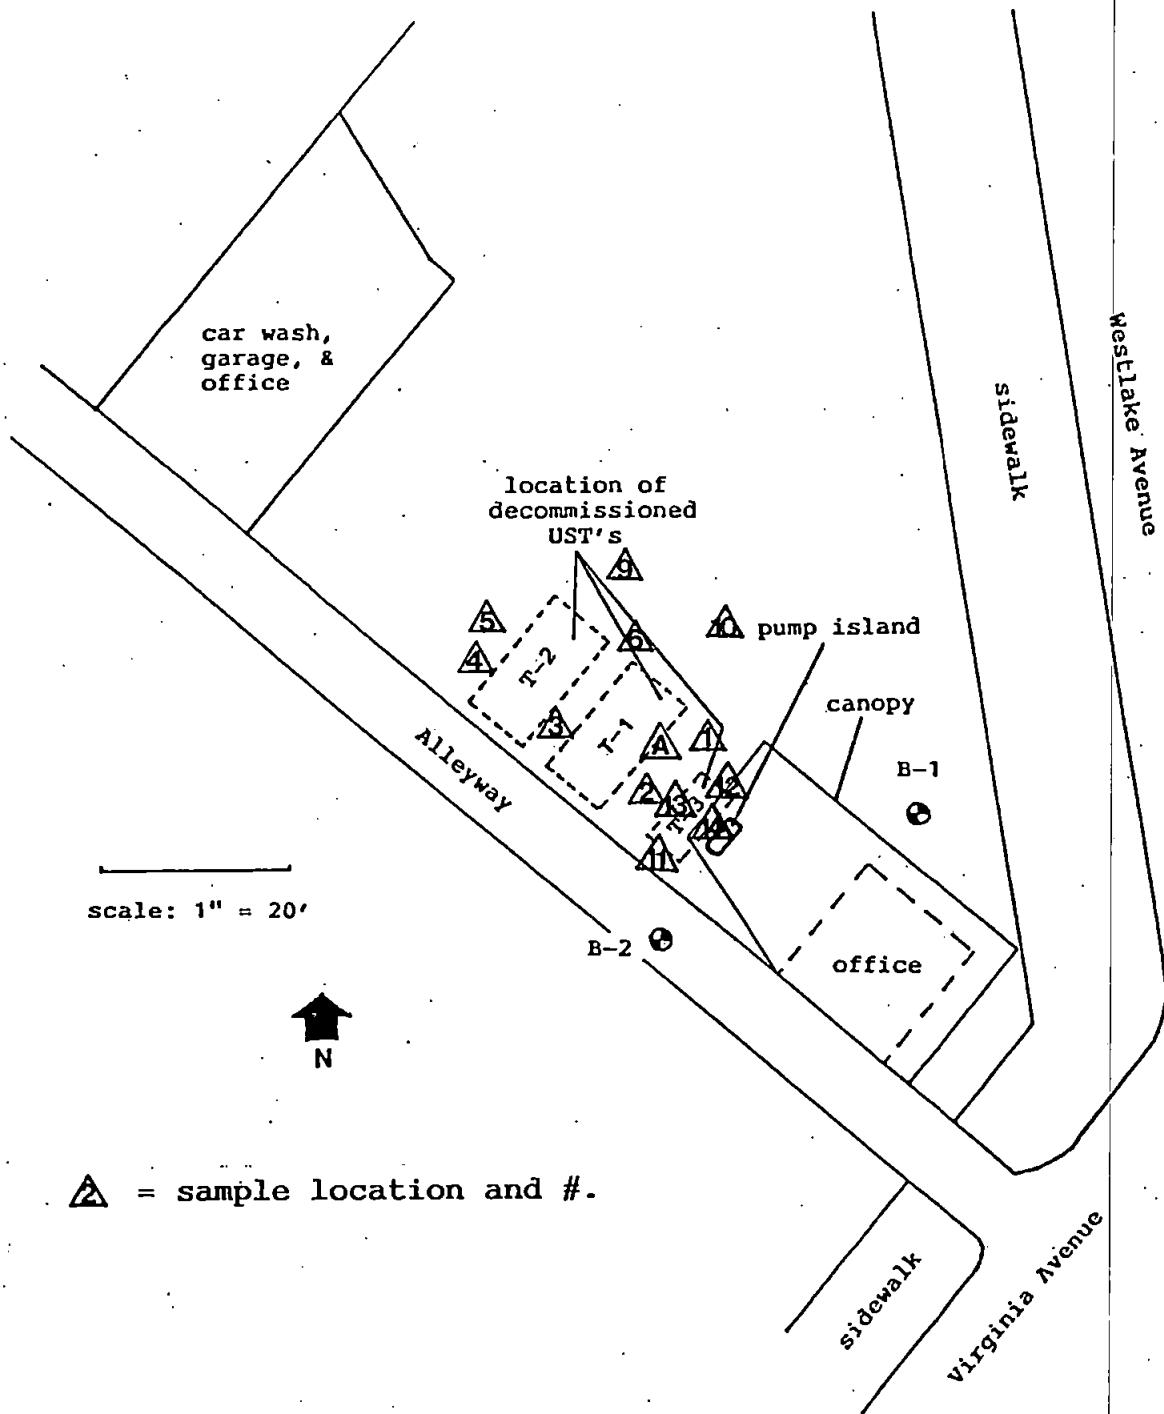 car wash,
garage, &
office
Westlake Avenue
sidewalk
location of
decommissioned
UST's
9
5
10
pump island
6
4
T-2
canopy
3
T-1
A
1
Alleyway
B-1
12
2
13
T-3
11
scale: 1" = 20'
B-2
office
N
2 = sample location and #.
sidewalk
Virginia Avenue